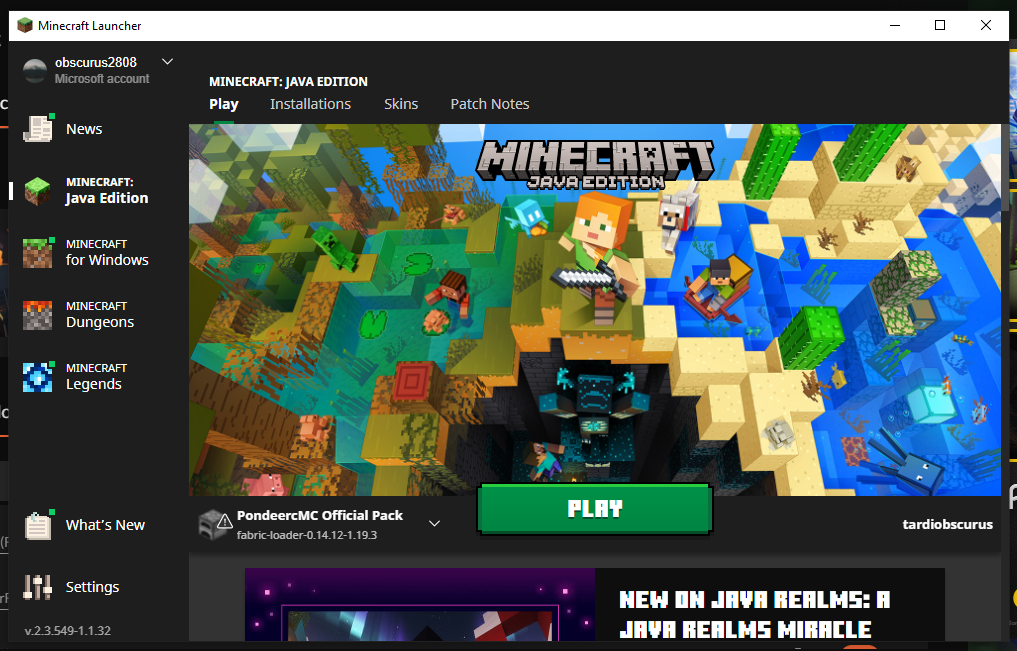 Minecraft Launcher
obscurus2808
Microsoft account
News
MINECRAFT:
Java Edition
MINECRAFT
for Windows
MINECRAFT
Dungeons
MINECRAFT
Legends
What's New
Settings
v.2.3.549-1.1.32
MINECRAFT: JAVA EDITION
Play Installations Skins Patch Notes
MINECRAFT
JAVA EDITION
PondeercMC Official Pack
fabric-loader-0.14.12-1.19.3
PLAY
tardiobscurus
NEW ON JAVA REALMS: A
JAVA REALMS MIRACLE